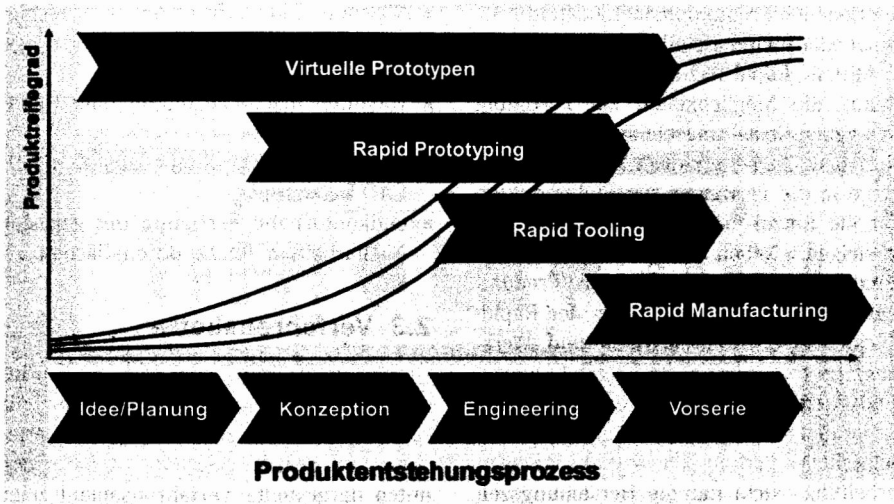 Produktreifegrad
Virtuelle Prototypen
Rapid Prototyping
Rapid Tooling
Rapid Manufacturing
Idee/Planung
Konzeption
Engineering
Vorserie
Produktentstehungsprozess